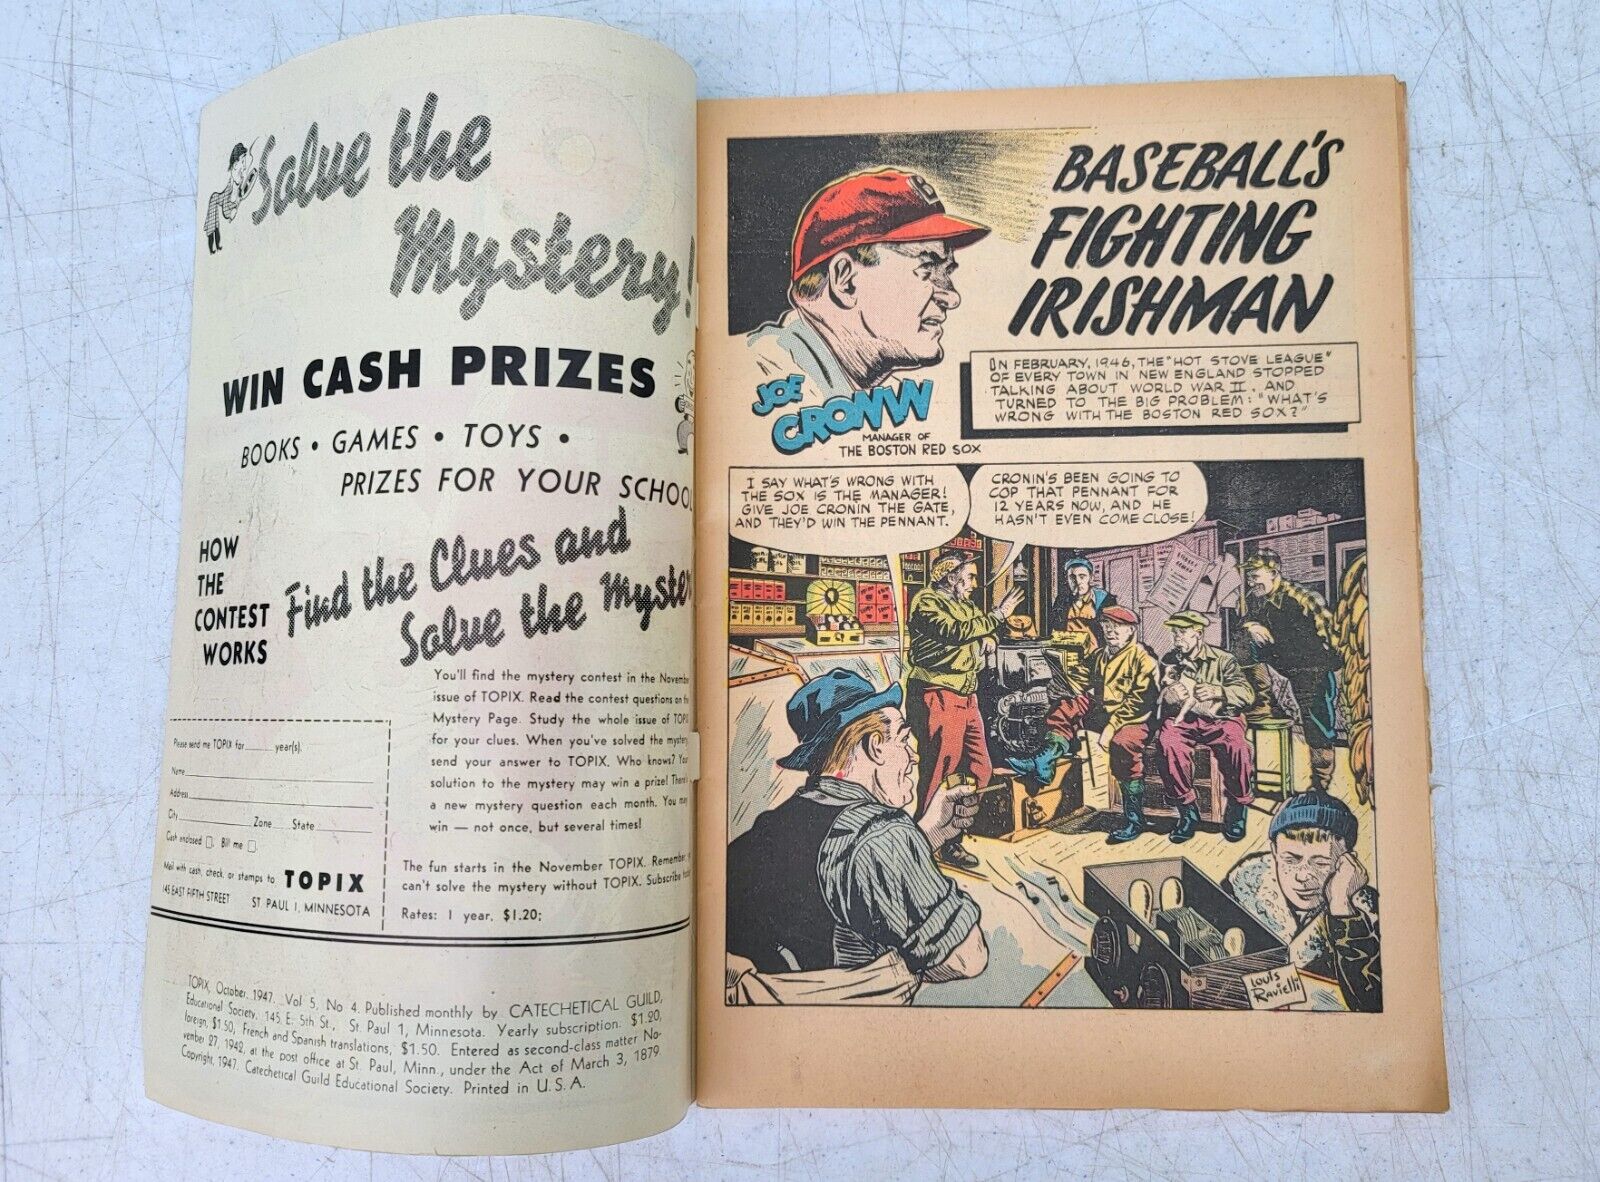 Solve the
Mystery!
WIN CASH PRIZES
BOOKS • GAMES • TOYS •
PRIZES FOR YOUR SCHOOL
HOW
THE
CONTEST
WORKS
Find the Clues and
Solve the Myster
You'll find the mystery contest in the November
issue of TOPIX. Read the contest questions on the
Mystery Page. Study the whole issue of TOPIX
for your clues. When you've solved the mystery,
send your answer to TOPIX. Who knows? Your
solution to the mystery may win a prize! There's
a new mystery question each month. You may
win — not once, but several times!
The fun starts in the November TOPIX. Remember,
can't solve the mystery without TOPIX. Subscribe
Rates: 1 year, $1.20;
Please send me TOPIX for ____ year(s).
Name
Address
City Zone State
Cash enclosed □, Bill me □.
Mail with cash, check, or stamps to TOPIX
145 EAST FIFTH STREET ST PAUL 1, MINNESOTA
TOPIX, October, 1947. Vol 5, No 4. Published monthly by CATECHETICAL GUILD,
Educational Society. 145 E. 5th St., St. Paul 1, Minnesota. Yearly subscription: $1.20,
foreign, $1.50, French and Spanish translations, $1.50. Entered as second-class matter No-
vember 27, 1942, at the post office at St. Paul, Minn., under the Act of March 3, 1879
Copyright, 1947. Catechetical Guild Educational Society. Printed in U.S.A.
BASEBALL'S
FIGHTING
IRISHMAN
B
JOE
CRONIN
MANAGER OF
THE BOSTON RED SOX
ON FEBRUARY, 1946, THE "HOT STOVE LEAGUE"
OF EVERY TOWN IN NEW ENGLAND STOPPED
TALKING ABOUT WORLD WAR II, AND
TURNED TO THE BIG PROBLEM: "WHAT'S
WRONG WITH THE BOSTON RED SOX?"
I SAY WHAT'S WRONG WITH
THE SOX IS THE MANAGER!
GIVE JOE CRONIN THE GATE,
AND THEY'D WIN THE PENNANT.
CRONIN'S BEEN GOING TO
COP THAT PENNANT FOR
12 YEARS NOW, AND HE
HASN'T EVEN COME CLOSE!
LOUIS
RAVIELLI